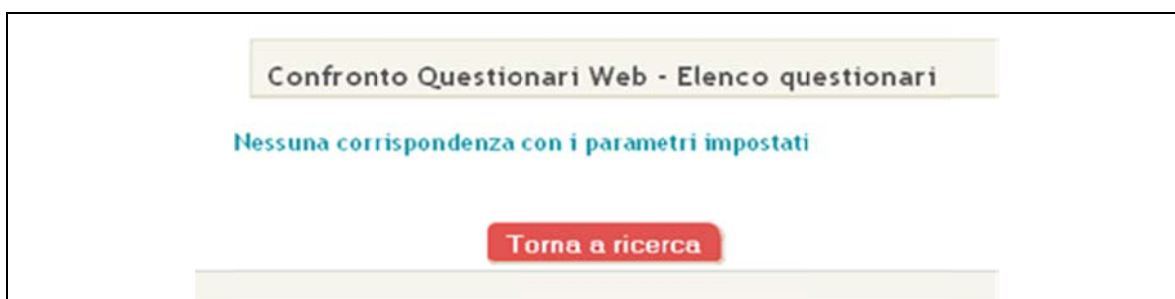 Confronto Questionari Web - Elenco questionari
Nessuna corrispondenza con i parametri impostati
Torna a ricerca